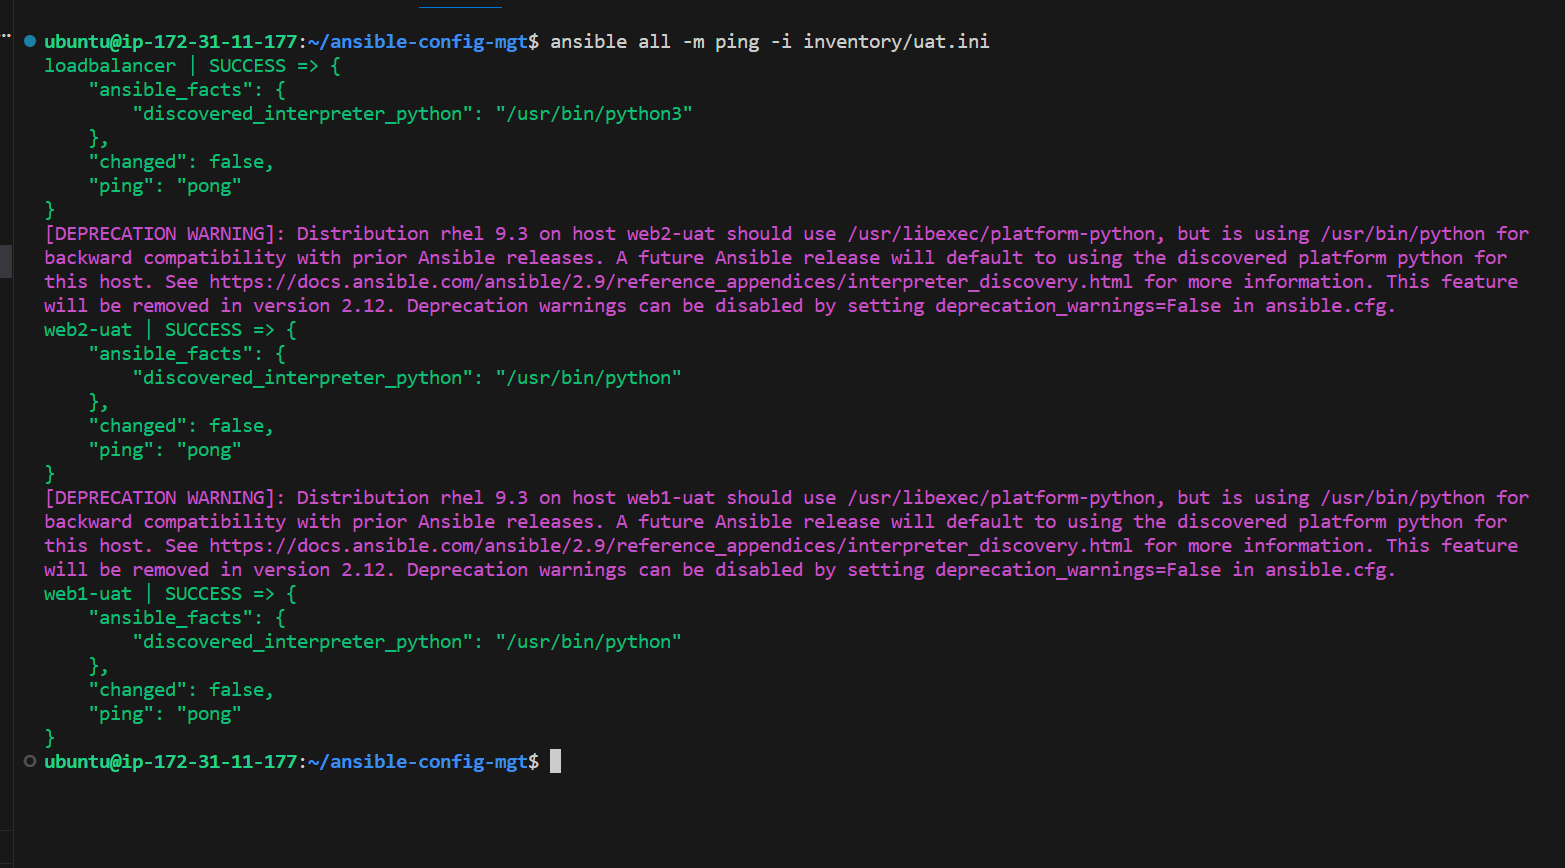 ubuntu@ip-172-31-11-177:~/ansible-config-mgt$ ansible all -m ping -i inventory/uat.ini
loadbalancer | SUCCESS => {
    "ansible_facts": {
        "discovered_interpreter_python": "/usr/bin/python3"
    },
    "changed": false,
    "ping": "pong"
}
[DEPRECATION WARNING]: Distribution rhel 9.3 on host web2-uat should use /usr/libexec/platform-python, but is using /usr/bin/python for
backward compatibility with prior Ansible releases. A future Ansible release will default to using the discovered platform python for
this host. See https://docs.ansible.com/ansible/2.9/reference_appendices/interpreter_discovery.html for more information. This feature
will be removed in version 2.12. Deprecation warnings can be disabled by setting deprecation_warnings=False in ansible.cfg.
web2-uat | SUCCESS => {
    "ansible_facts": {
        "discovered_interpreter_python": "/usr/bin/python"
    },
    "changed": false,
    "ping": "pong"
}
[DEPRECATION WARNING]: Distribution rhel 9.3 on host web1-uat should use /usr/libexec/platform-python, but is using /usr/bin/python for
backward compatibility with prior Ansible releases. A future Ansible release will default to using the discovered platform python for
this host. See https://docs.ansible.com/ansible/2.9/reference_appendices/interpreter_discovery.html for more information. This feature
will be removed in version 2.12. Deprecation warnings can be disabled by setting deprecation_warnings=False in ansible.cfg.
web1-uat | SUCCESS => {
    "ansible_facts": {
        "discovered_interpreter_python": "/usr/bin/python"
    },
    "changed": false,
    "ping": "pong"
}
ubuntu@ip-172-31-11-177:~/ansible-config-mgt$